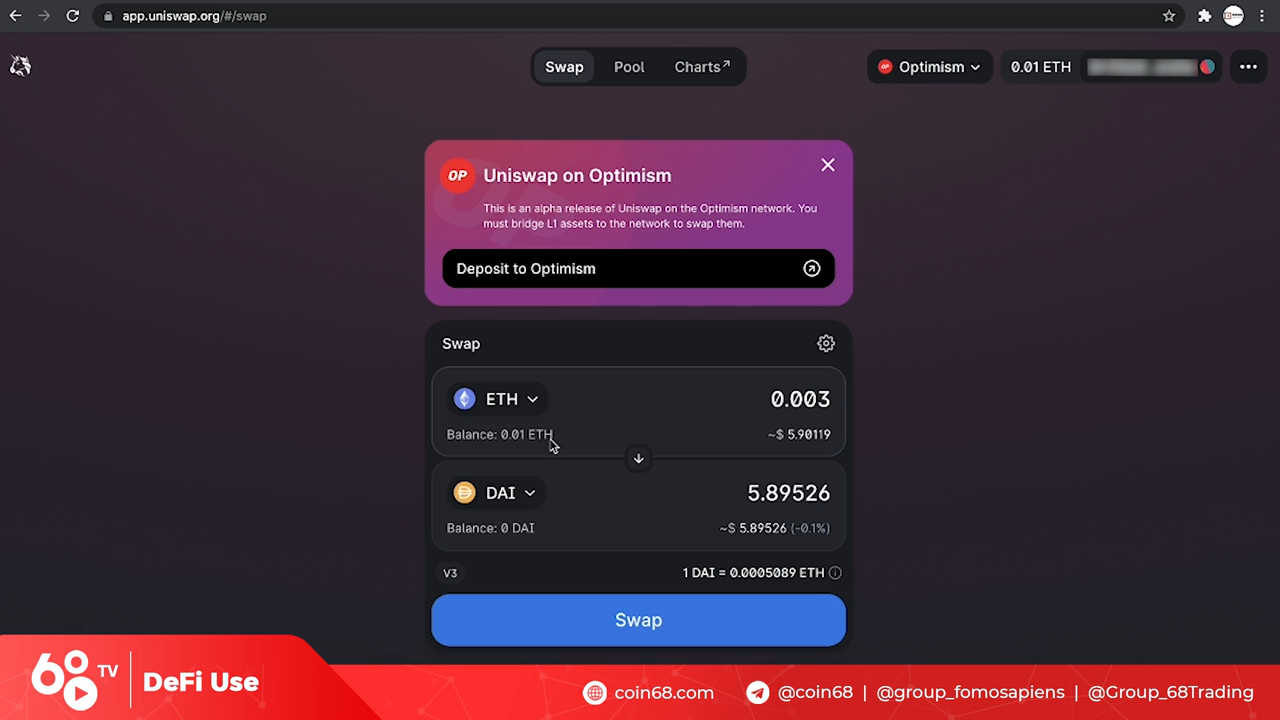 app.uniswap.org/#/swap
Swap
Pool
Charts↗
OP Optimism
0.01 ETH
OP Uniswap on Optimism
This is an alpha release of Uniswap on the Optimism network. You
must bridge L1 assets to the network to swap them.
Deposit to Optimism
Swap
ETH 0.003
Balance: 0.01 ETH ~$ 5.90119
DAI 5.89526
Balance: 0 DAI ~$ 5.89526 (-0.1%)
V3 1 DAI = 0.0005089 ETH
Swap
68 TV DeFi Use
coin68.com @coin68 | @group_fomosapiens | @Group_68Trading